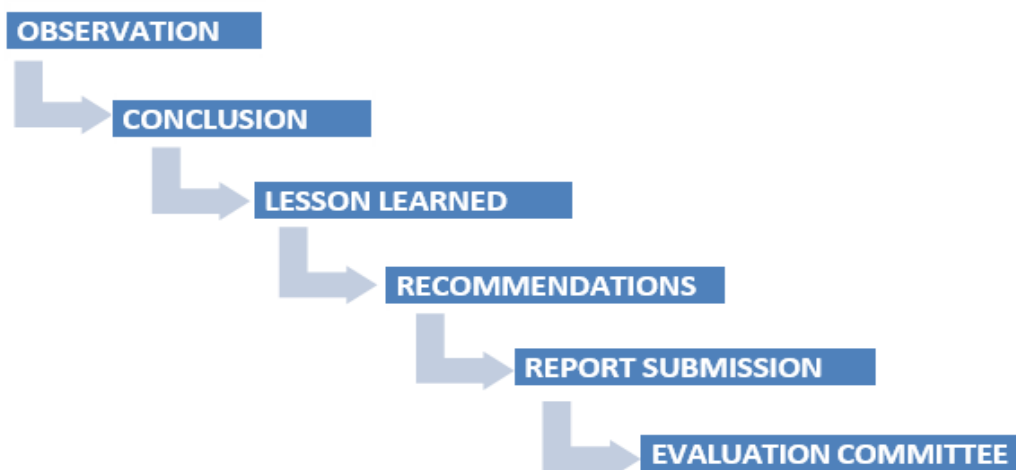 OBSERVATION
CONCLUSION
LESSON LEARNED
RECOMMENDATIONS
REPORT SUBMISSION
EVALUATION COMMITTEE